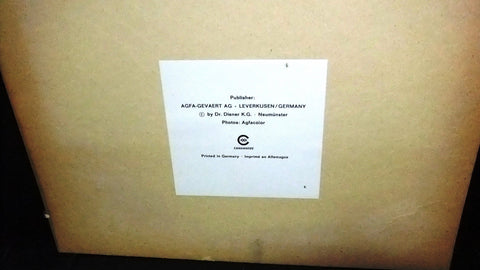 Publisher:
AGFA-GEVAERT AG - LEVERKUSEN/GERMANY
© by Dr. Diener K.G. · Neumünster
Photos: Agfacolor
Printed in Germany - Imprimé en Allemagne